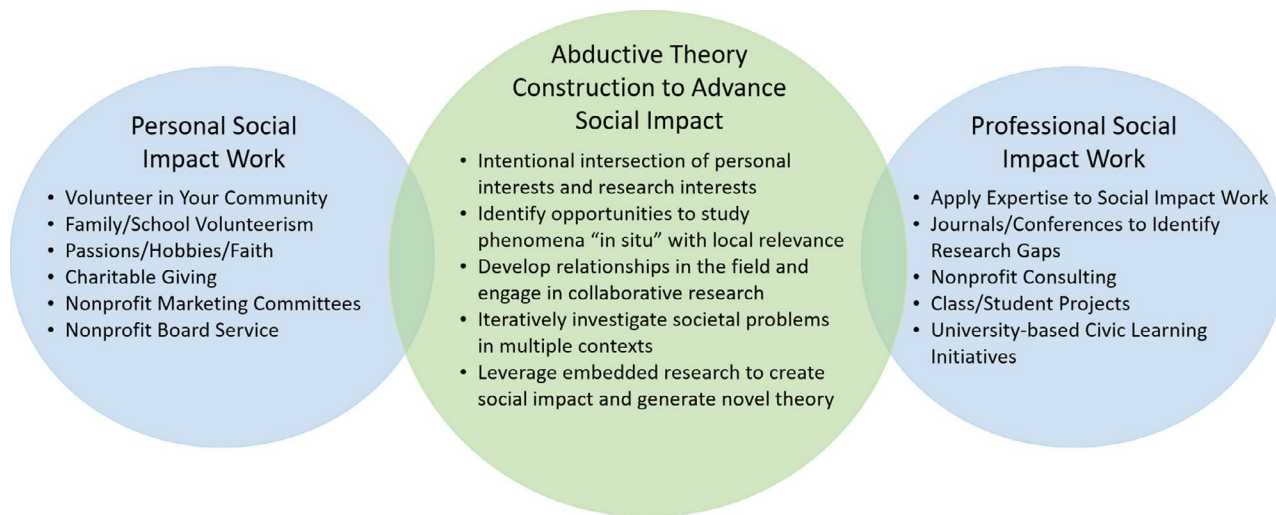 Personal Social
Impact Work
• Volunteer in Your Community
• Family/School Volunteerism
• Passions/Hobbies/Faith
• Charitable Giving
• Nonprofit Marketing Committees
• Nonprofit Board Service
Abductive Theory
Construction to Advance
Social Impact
• Intentional intersection of personal
interests and research interests
• Identify opportunities to study
phenomena “in situ” with local relevance
• Develop relationships in the field and
engage in collaborative research
• Iteratively investigate societal problems
in multiple contexts
• Leverage embedded research to create
social impact and generate novel theory
Professional Social
Impact Work
• Apply Expertise to Social Impact Work
• Journals/Conferences to Identify
Research Gaps
• Nonprofit Consulting
• Class/Student Projects
• University-based Civic Learning
Initiatives